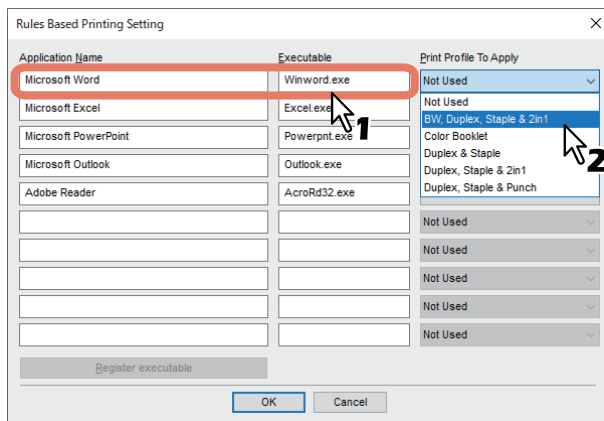 Rules Based Printing Setting
Application Name Executable Print Profile To Apply
Microsoft Word Winword.exe Not Used
Microsoft Excel Excel.exe Not Used
1 BW, Duplex, Staple & 2in1
Microsoft PowerPoint Powerpnt.exe Color Booklet
2
Microsoft Outlook Outlook.exe Duplex & Staple
Duplex, Staple & 2in1
Adobe Reader AcroRd32.exe Duplex, Staple & Punch
Not Used
Not Used
Not Used
Not Used
Not Used
Register executable
OK Cancel